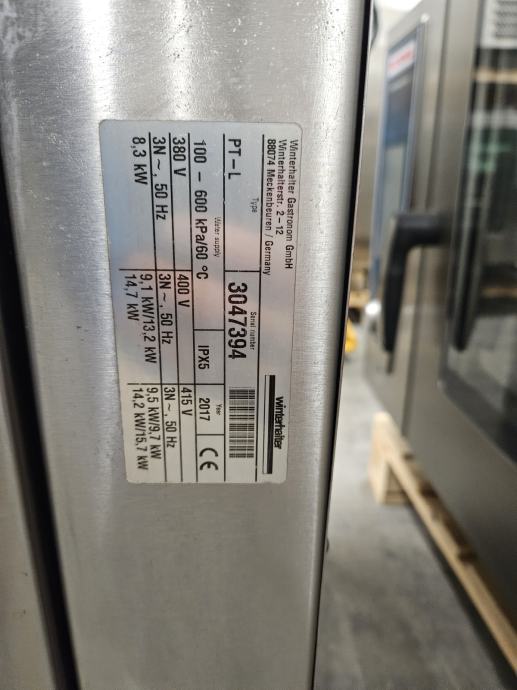 Winterhalter Gastronom GmbH
Winterhalterstr. 2-12
88074 Meckenbeuren / Germany
winterhalter
Type
PT-L
Serial number
3047394
Water supply
100 - 600 kPa/60 °C
IPX5
Year
2017
CE
380 V
400 V
415 V
3N~, 50 Hz
3N~, 50 Hz
3N~, 50 Hz
8,3 kW
9,1 kW/13,2 kW
14,7 kW
9,5 kW/9,7 kW
14,2 kW/15,7 kW